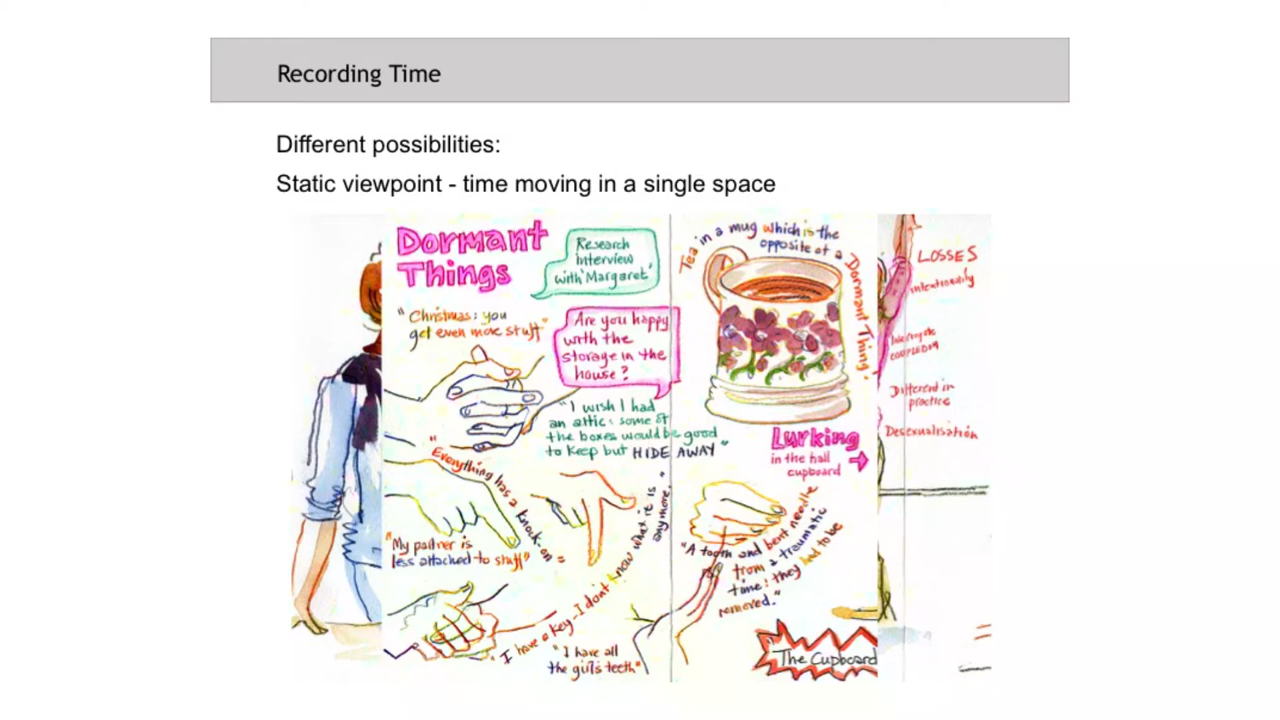 Recording Time
Different possibilities:
Static viewpoint - time moving in a single space
Dormant
Things
Research
interview
with 'Margaret'
"Christmas: you
get even more stuff"
Are you happy
with the
storage in the
house?
"I wish I had
an attic: some of
the boxes would be good
to keep but HIDE AWAY"
"Everything has a knock-on"
"My partner is
less attached to stuff"
"I have a key - I don't know what it is anymore."
"I have all
the girls teeth"
Tea in a mug which is the
opposite of a
Dormant Thing'.
Lurking
in the hall
cupboard
"A tooth and bent needle
from a traumatic
time: they had to be
removed."
The Cupboard
LOSSES
intentionality
COUPLEDOM
Different in
practice
Desexualisation